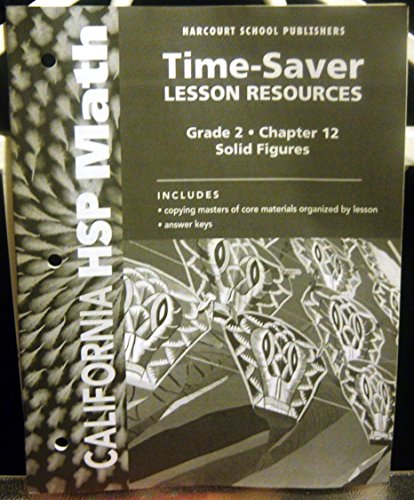 HARCOURT SCHOOL PUBLISHERS
Time-Saver
LESSON RESOURCES
Grade 2 • Chapter 12
Solid Figures
INCLUDES
• copying masters of core materials organized by lesson
• answer keys
CALIFORNIA HSP Math